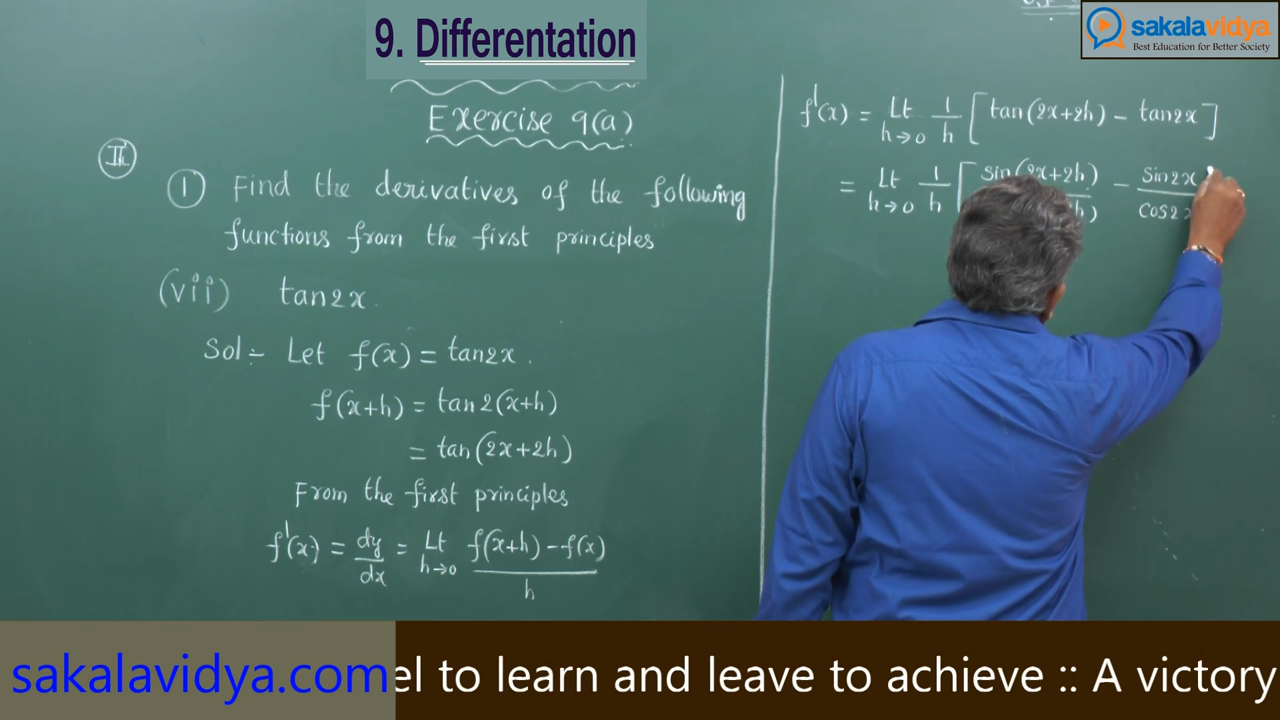 9. Differentation
sakalavidya
Best Education for Better Society
Exercise 9(a)
II
① Find the derivatives of the following
functions from the first principles
(vii) tan2x.
Sol:- Let f(x) = tan2x.
f(x+h) = tan2(x+h)
= tan(2x+2h)
From the first principles
f'(x) = dy/dx = Lt h→0 f(x+h)-f(x)/h
f'(x) = Lt h→0 1/h [tan(2x+2h) - tan2x]
= Lt h→0 1/h [sin(2x+2h) - sin2x/cos2x
sakalavidya.com
el to learn and leave to achieve :: A victory